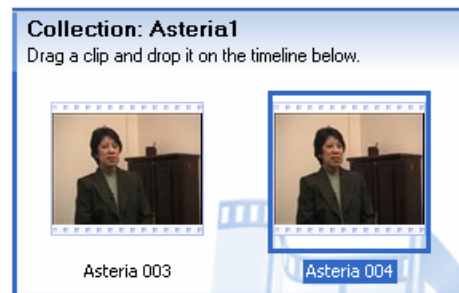 Collection: Asteria1
Drag a clip and drop it on the timeline below.
Asteria 003
Asteria 004